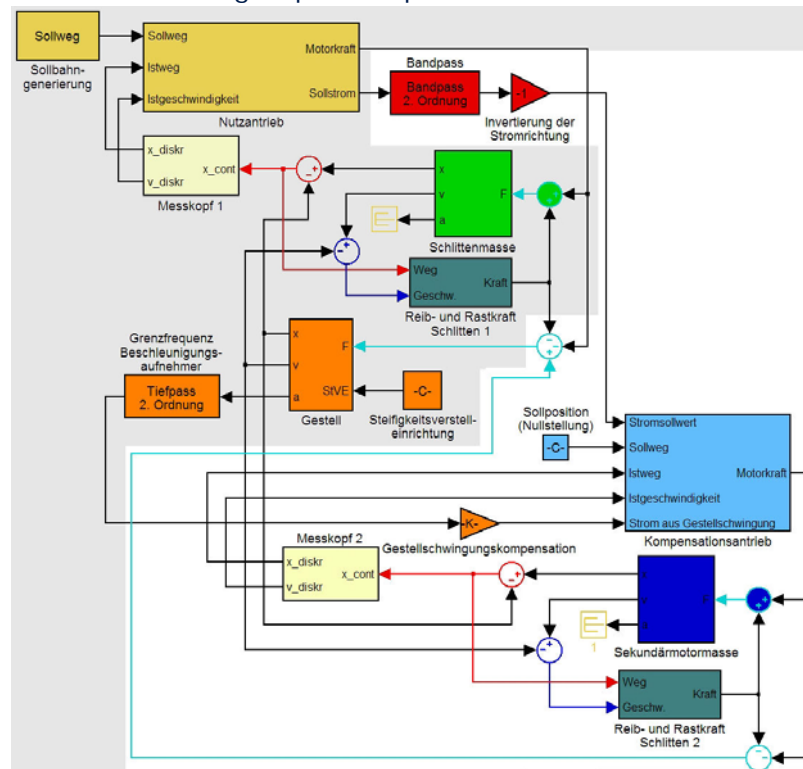 Sollweg
Sollbahn-
generierung
Sollweg
Istweg
Istgeschwindigkeit
Motorkraft
Sollstrom
Nutzantrieb
Bandpass
Bandpass
2. Ordnung
-1
Invertierung der
Stromrichtung
x_diskr
v_diskr
x_cont
Messkopf 1
x
v
a
F
Schlittenmasse
Weg
Geschw.
Kraft
Reib- und Rastkraft
Schlitten 1
Grenzfrequenz
Beschleunigungs-
aufnehmer
Tiefpass
2. Ordnung
x
v
a
F
StVE
Gestell
-C-
Steifigkeitsverstell-
einrichtung
Sollposition
(Nullstellung)
-C-
Stromsollwert
Sollweg
Istweg
Istgeschwindigkeit
Strom aus Gestellschwingung
Motorkraft
Kompensationsantrieb
-K-
Gestellschwingungskompensation
Messkopf 2
x_diskr
v_diskr
x_cont
x
v
a
F
Sekundärmotormasse
1
Weg
Geschw.
Kraft
Reib- und Rastkraft
Schlitten 2